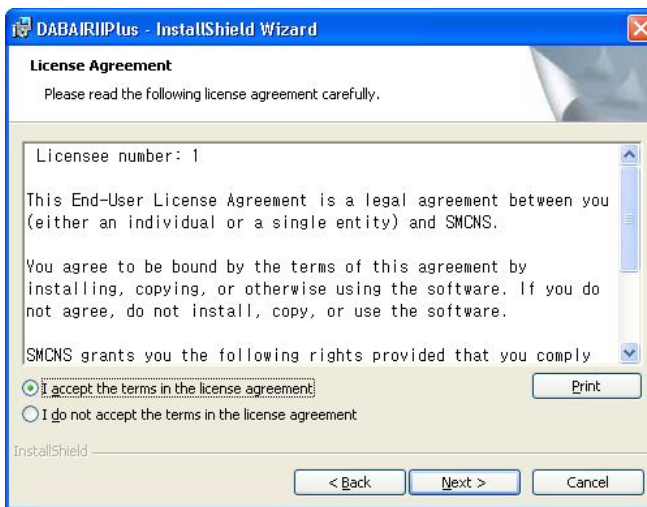 DABAIRIIPlus - InstallShield Wizard
License Agreement
Please read the following license agreement carefully.
Licensee number: 1
This End-User License Agreement is a legal agreement between you
(either an individual or a single entity) and SMCNS.
You agree to be bound by the terms of this agreement by
installing, copying, or otherwise using the software. If you do
not agree, do not install, copy, or use the software.
SMCNS grants you the following rights provided that you comply
I accept the terms in the license agreement
Print
I do not accept the terms in the license agreement
InstallShield
< Back
Next >
Cancel